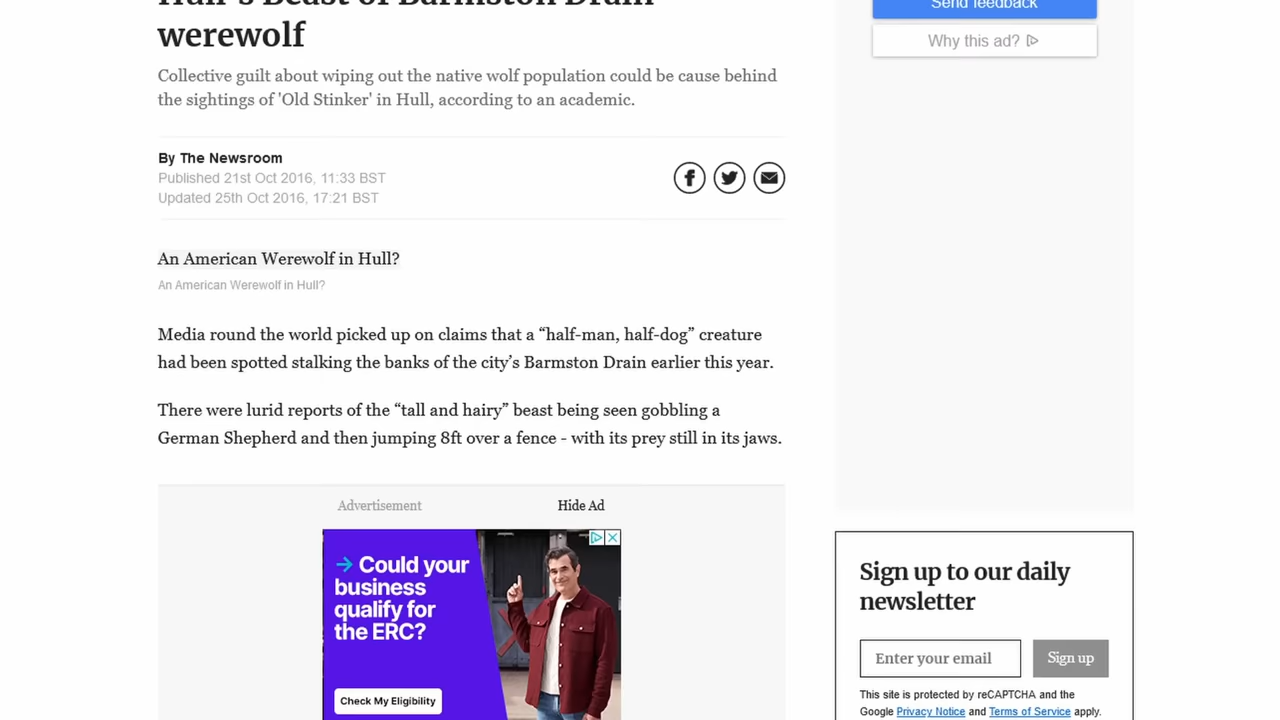 Hull's Beast of Barmston Drain
werewolf
Collective guilt about wiping out the native wolf population could be cause behind
the sightings of 'Old Stinker' in Hull, according to an academic.
By The Newsroom
Published 21st Oct 2016, 11:33 BST
Updated 25th Oct 2016, 17:21 BST
An American Werewolf in Hull?
An American Werewolf in Hull?
Media round the world picked up on claims that a “half-man, half-dog” creature
had been spotted stalking the banks of the city’s Barmston Drain earlier this year.
There were lurid reports of the “tall and hairy” beast being seen gobbling a
German Shepherd and then jumping 8ft over a fence - with its prey still in its jaws.
Advertisement
Hide Ad
→ Could your
business
qualify for
the ERC?
Check My Eligibility
Send feedback
Why this ad?
Sign up to our daily
newsletter
Enter your email
Sign up
This site is protected by reCAPTCHA and the
Google Privacy Notice and Terms of Service apply.